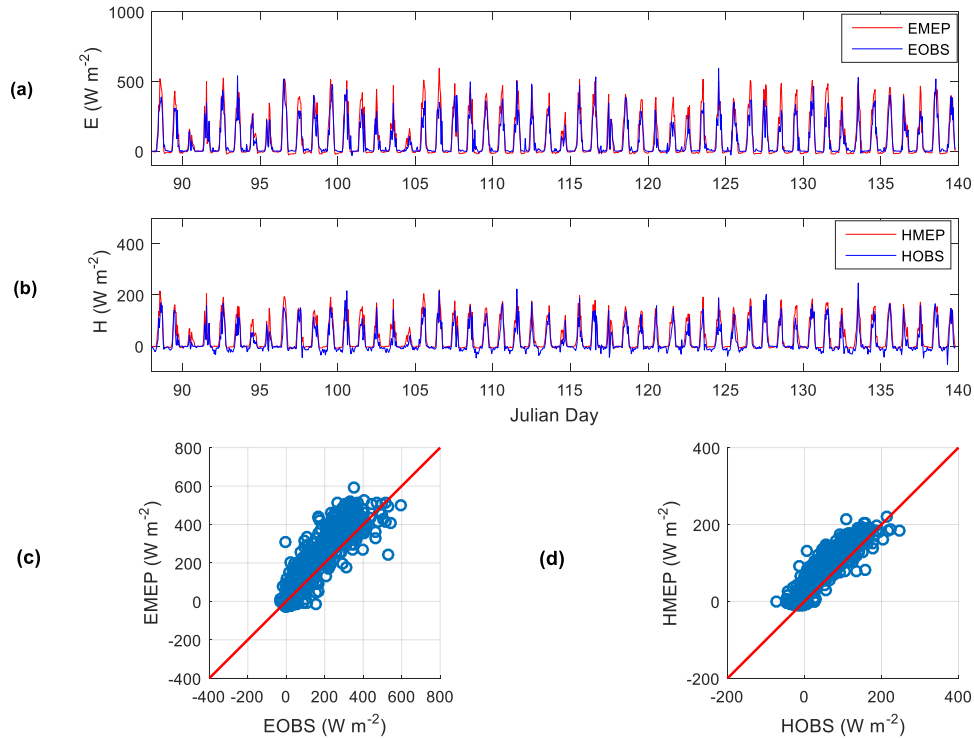 (a)
E (W m-2)
1000
500
0
EMEP
EOBS
90 95 100 105 110 115 120 125 130 135 140
(b)
H (W m-2)
400
200
0
HMEP
HOBS
90 95 100 105 110 115 120 125 130 135 140
Julian Day
(c)
EMEP (W m-2)
800
600
400
200
0
-200
-400
-400 -200 0 200 400 600 800
EOBS (W m-2)
(d)
HMEP (W m-2)
400
200
0
-200
-200 0 200 400
HOBS (W m-2)